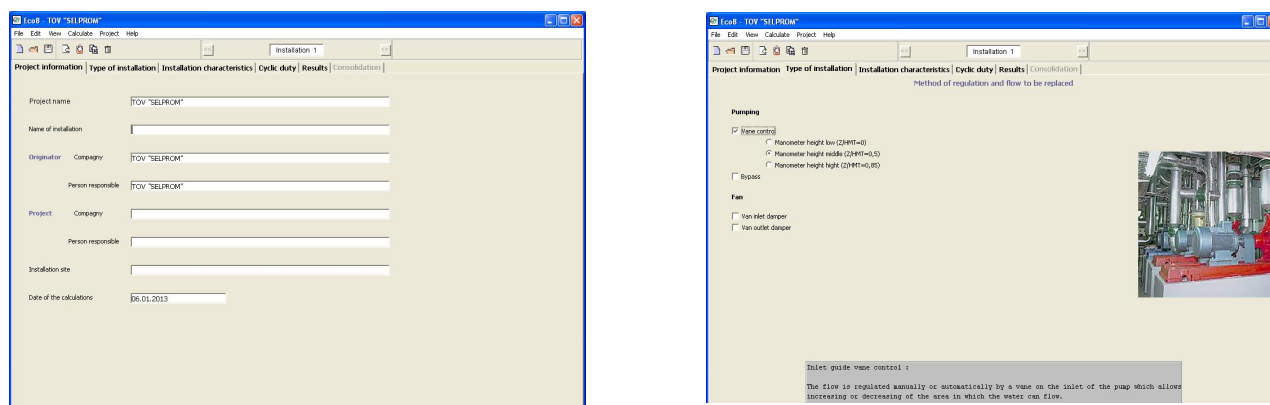 Eco8 - TOV "SELPROM"
File Edit View Calculate Project Help
<< Installation 1 <<
Project information Type of installation Installation characteristics Cyclic duty Results Consolidation
Project name TOV "SELPROM"
Name of installation
Originator Compagny TOV "SELPROM"
Person responsible TOV "SELPROM"
Project Compagny
Person responsible
Installation site
Date of the calculations 06.01.2013
Eco8 - TOV "SELPROM"
File Edit View Calculate Project Help
<< Installation 1 <<
Project information Type of installation Installation characteristics Cyclic duty Results Consolidation
Method of regulation and flow to be replaced
Pumping
Vane control
Manometer height low (Z/HMT=0)
Manometer height middle (Z/HMT=0,5)
Manometer height hight (Z/HMT=0,85)
Bypass
Fan
Van inlet damper
Van outlet damper
Inlet guide vane control :
The flow is regulated manually or automatically by a vane on the inlet of the pump which allows
increasing or decreasing of the area in which the water can flow.